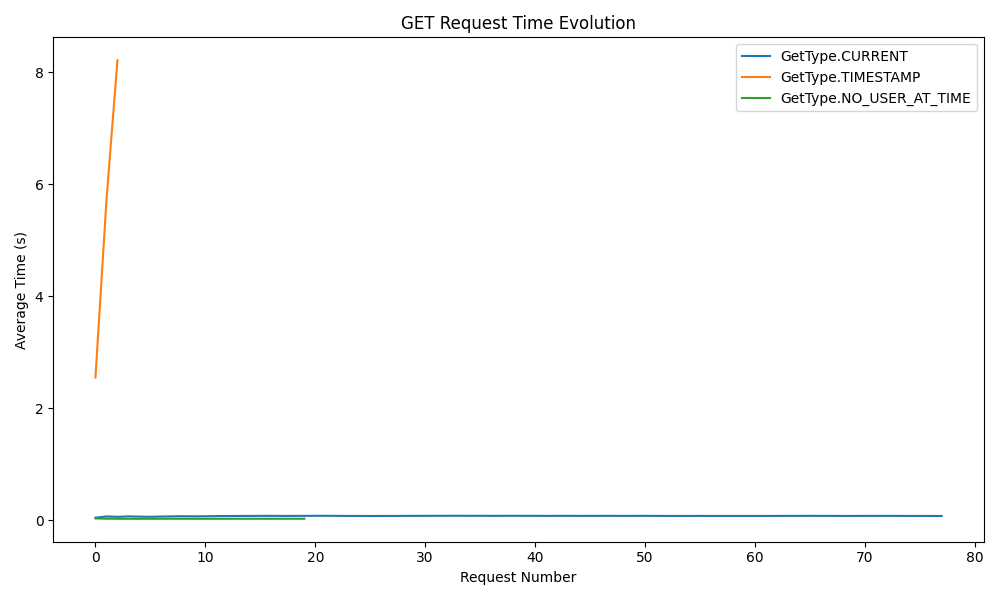 GET Request Time Evolution
GetType.CURRENT
GetType.TIMESTAMP
GetType.NO_USER_AT_TIME
Average Time (s)
8
6
4
2
0
0 10 20 30 40 50 60 70 80
Request Number